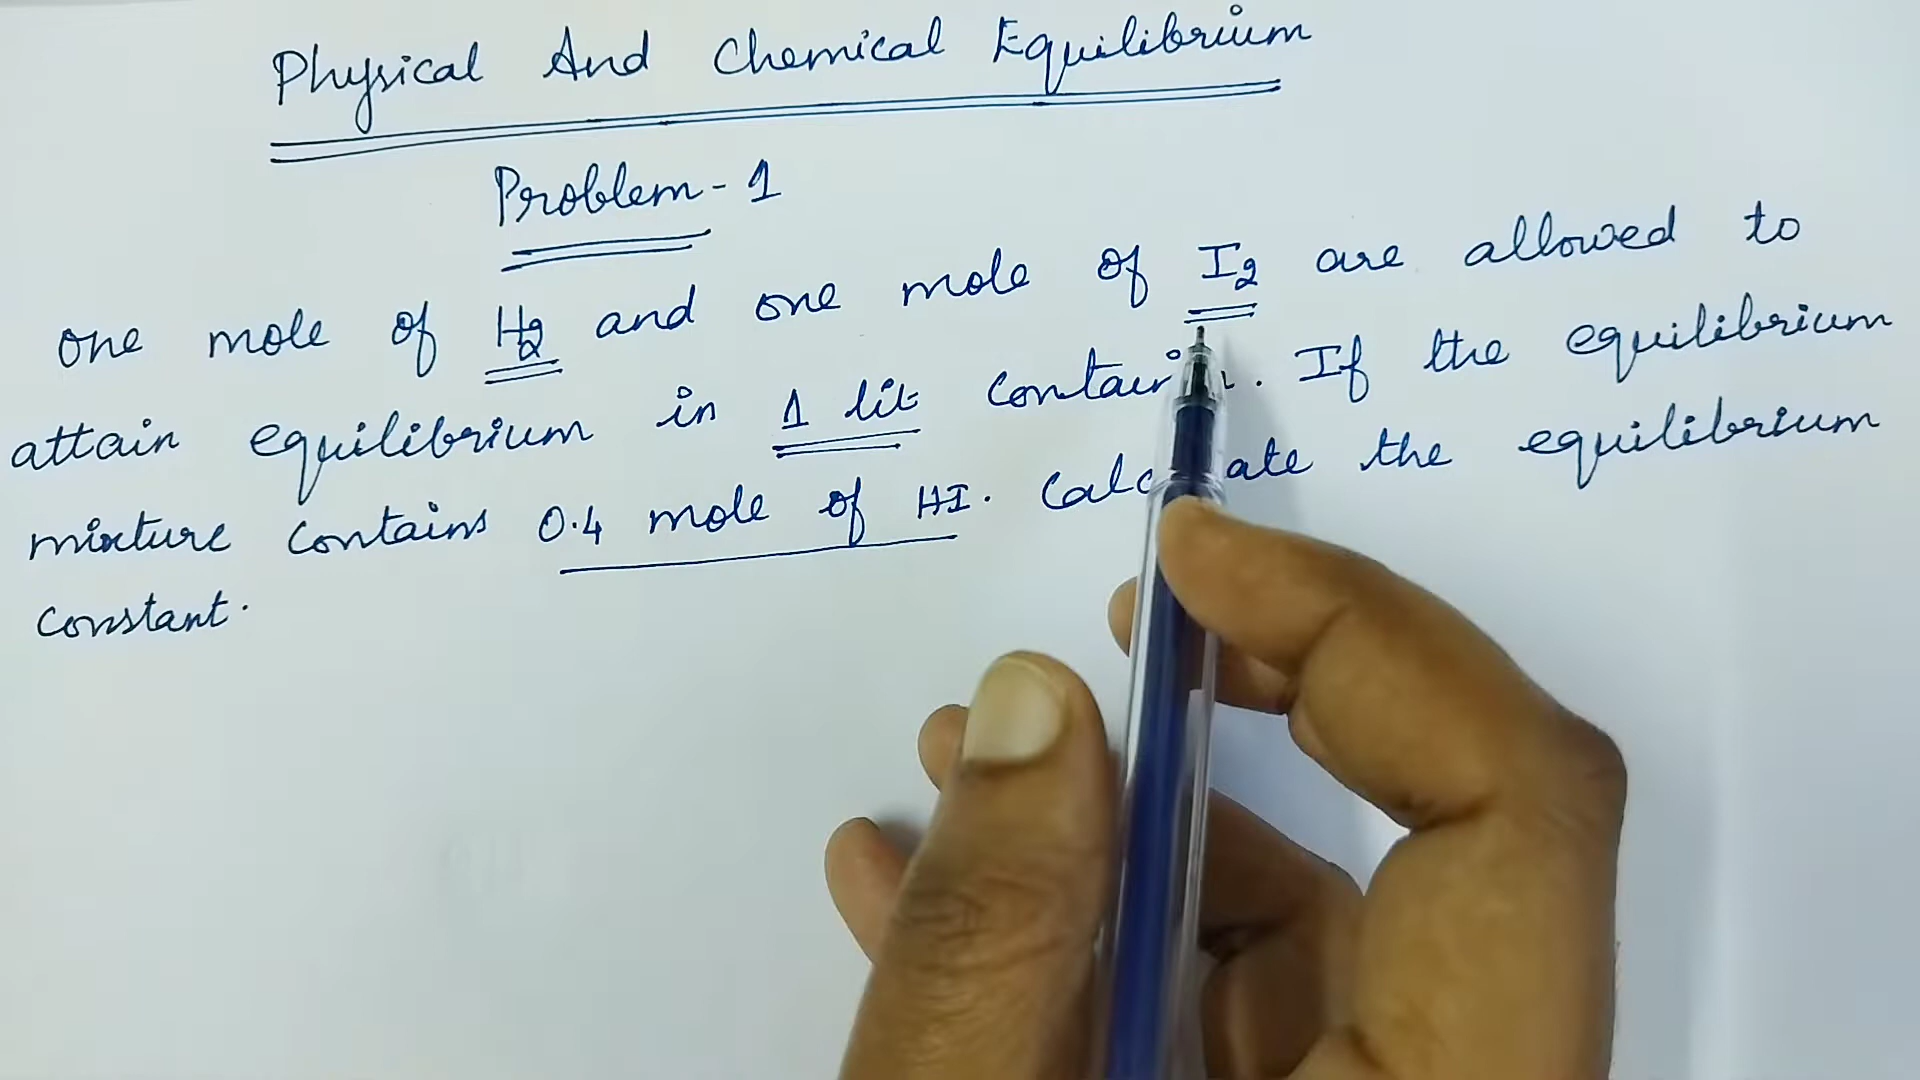 Physical And Chemical Equilibrium
Problem-1
one mole of H2 and one mole of I2 are allowed to
attain equilibrium in 1 lit . If the equilibrium
mixture contains 0.4 mole of HI. the equilibrium
constant.